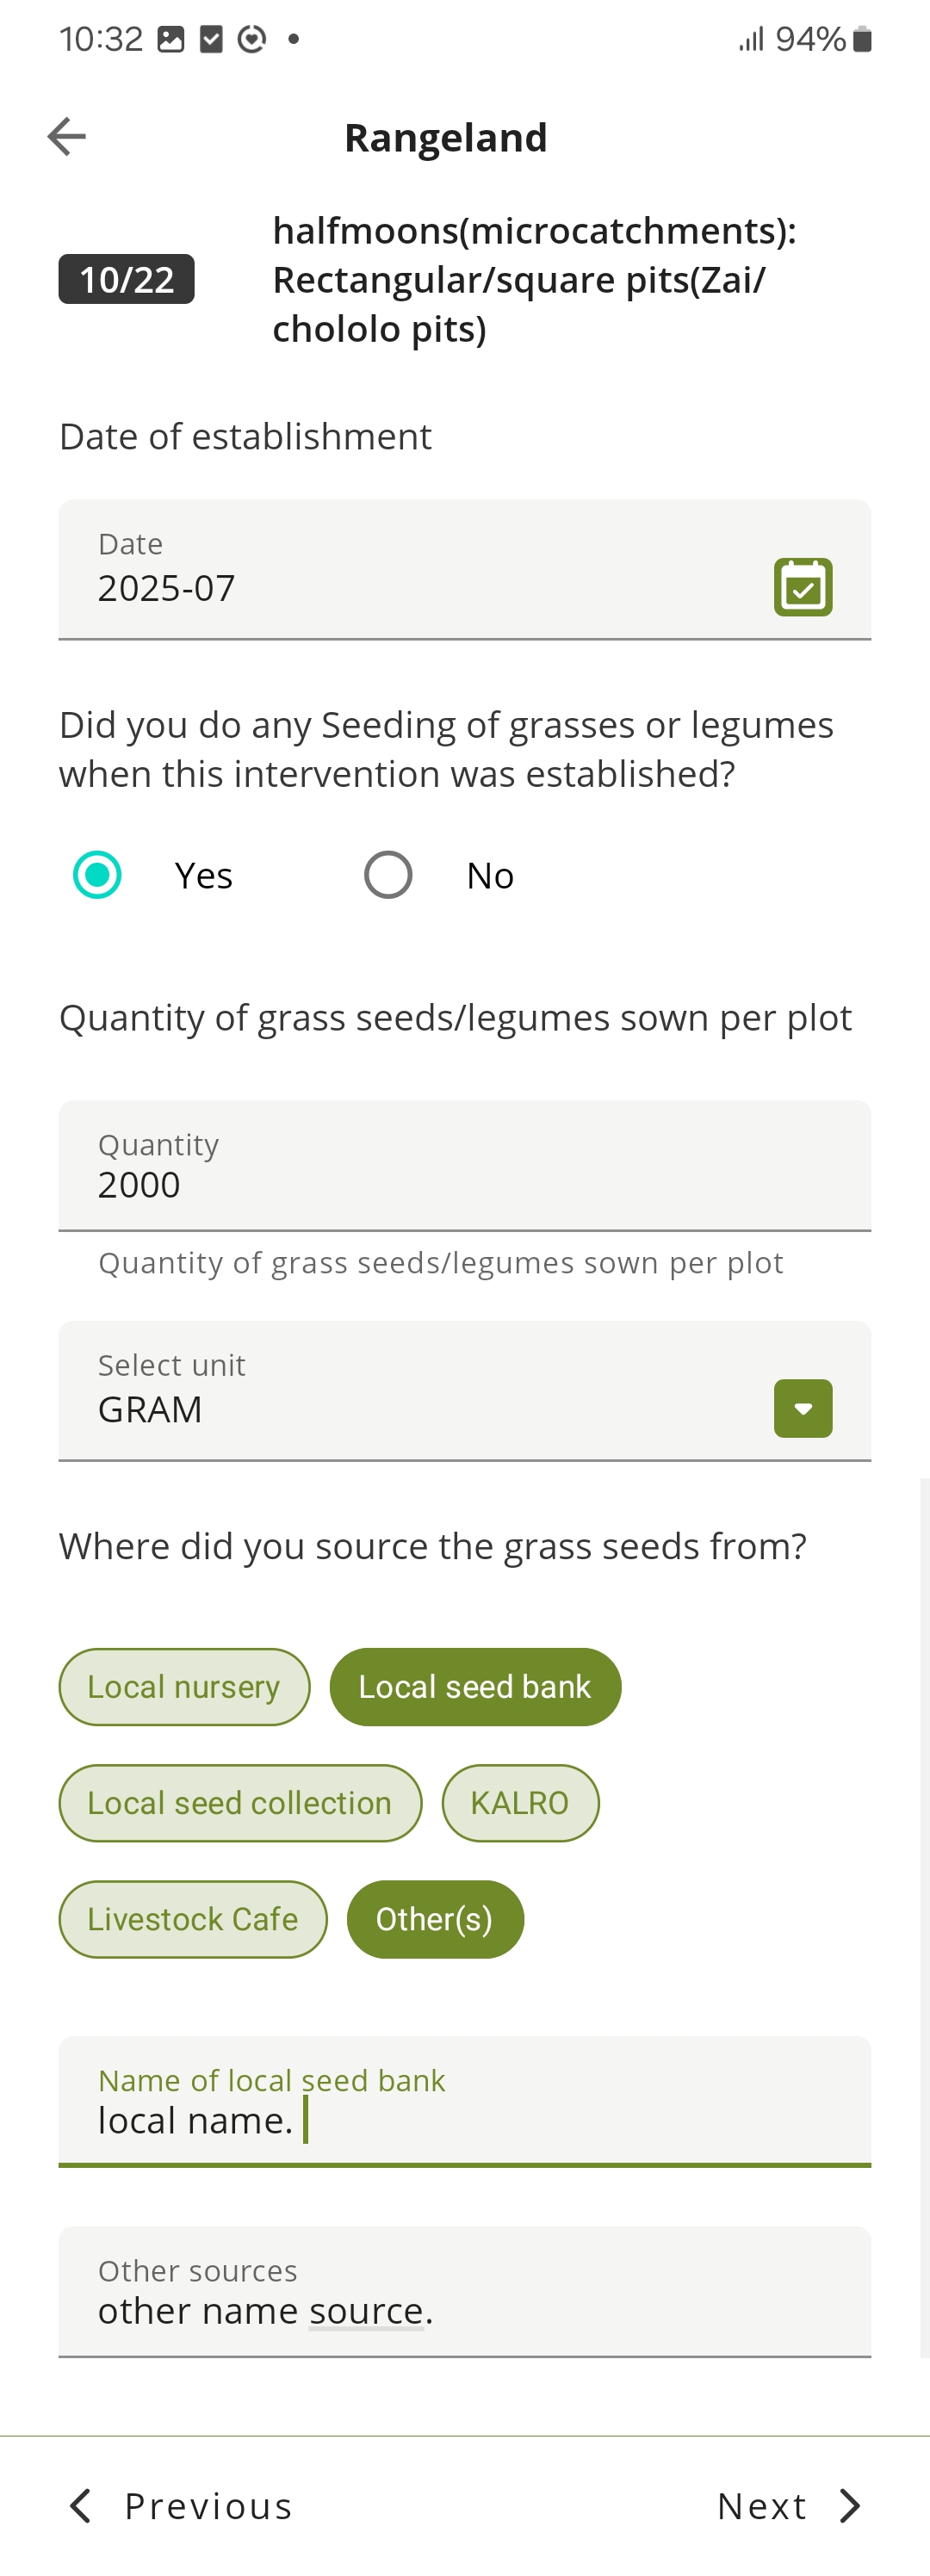 10:32 94%
Rangeland
10/22
halfmoons(microcatchments):
Rectangular/square pits(Zai/
chololo pits)
Date of establishment
Date
2025-07
Did you do any Seeding of grasses or legumes
when this intervention was established?
Yes No
Quantity of grass seeds/legumes sown per plot
Quantity
2000
Quantity of grass seeds/legumes sown per plot
Select unit
GRAM
Where did you source the grass seeds from?
Local nursery Local seed bank
Local seed collection KALRO
Livestock Cafe Other(s)
Name of local seed bank
local name.
Other sources
other name source.
Previous Next